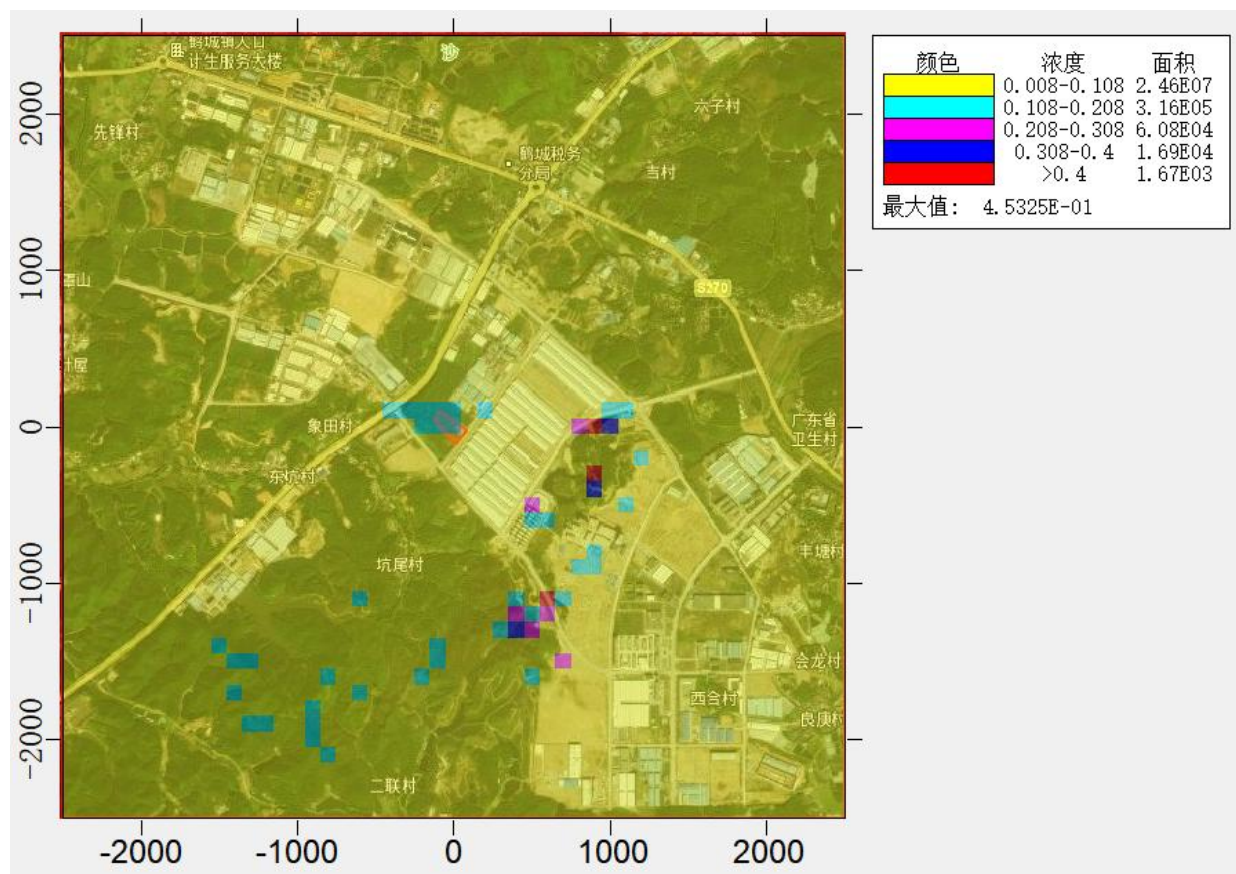 鹤城镇人口
计生服务大楼
沙
六子村
先锋村
鹤城税务
分局
当村
S270
象田村
广东省
卫生村
东坑村
坑尾村
丰塘村
会龙村
西合村
良庚村
二联村
2000
1000
0
-1000
-2000
-2000
-1000
0
1000
2000
颜色 浓度 面积
0.008-0.108 2.46E07
0.108-0.208 3.16E05
0.208-0.308 6.08E04
0.308-0.4 1.69E04
>0.4 1.67E03
最大值: 4.5325E-01